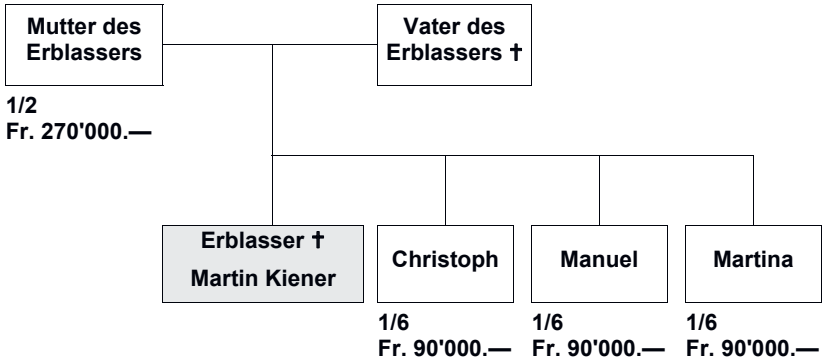 Mutter des
Erblassers
Vater des
Erblassers †
1/2
Fr. 270'000.—
Erblasser †
Martin Kiener
Christoph
Manuel
Martina
1/6
Fr. 90'000.—
1/6
Fr. 90'000.—
1/6
Fr. 90'000.—